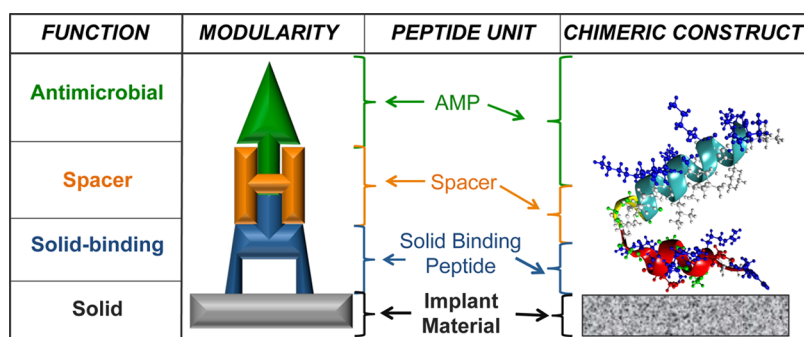 FUNCTION MODULARITY PEPTIDE UNIT CHIMERIC CONSTRUCT
Antimicrobial
AMP
Spacer
Spacer
Solid-binding
Solid Binding
Peptide
Solid
Implant
Material